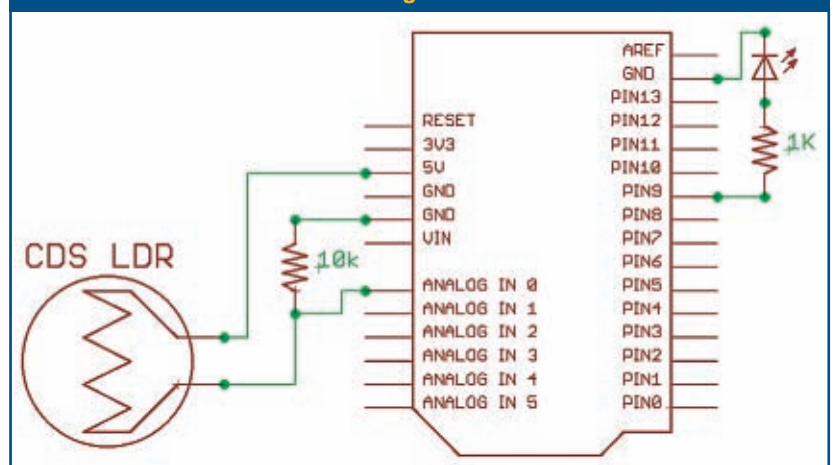 AREF
GND
PIN13
RESET
PIN12
3V3
PIN11
5V
PIN10
GND
PIN9
GND
PIN8
VIN
PIN7
PIN6
ANALOG IN 0
PIN5
ANALOG IN 1
PIN4
ANALOG IN 2
PIN3
ANALOG IN 3
PIN2
ANALOG IN 4
PIN1
ANALOG IN 5
PIN0
1K
CDS LDR
10k